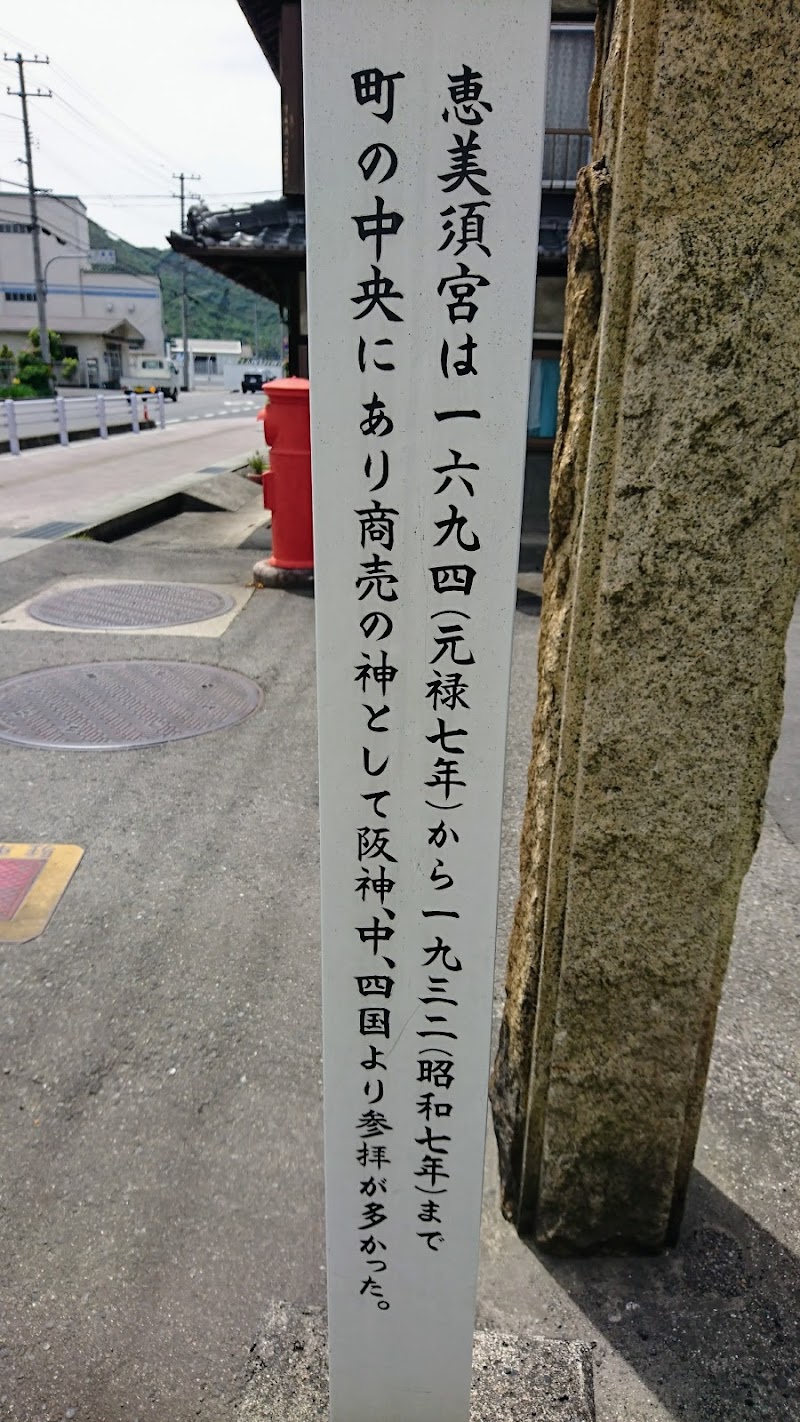 恵美須宮は一六九四(元禄七年)から一九三二(昭和七年)まで
町の中央にあり商売の神として阪神、中、四国より参拝が多かった。